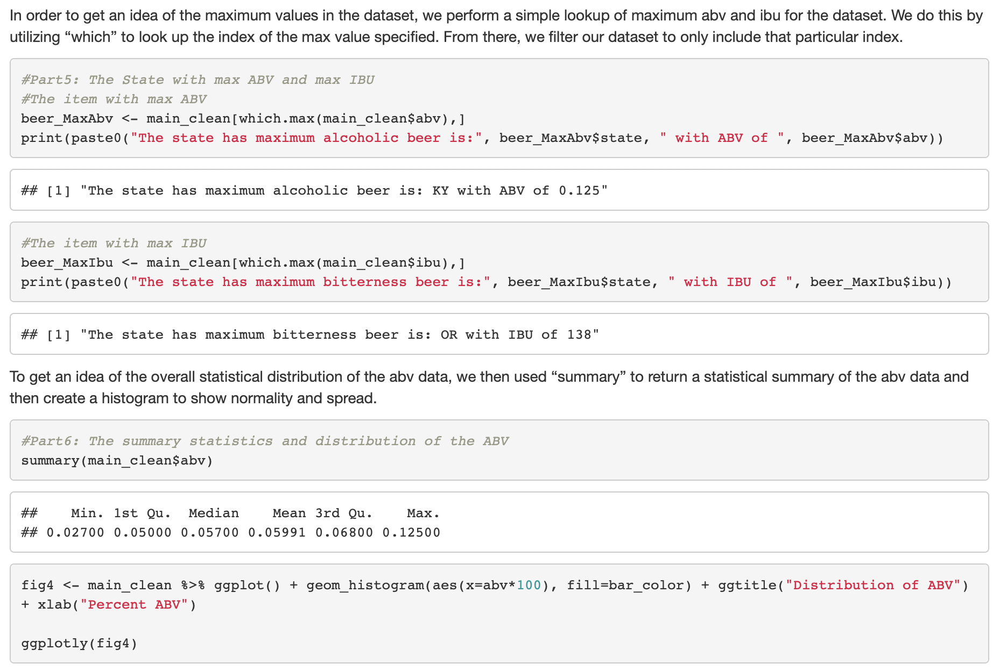 In order to get an idea of the maximum values in the dataset, we perform a simple lookup of maximum abv and ibu for the dataset. We do this by
utilizing “which” to look up the index of the max value specified. From there, we filter our dataset to only include that particular index.
#Part5: The State with max ABV and max IBU
#The item with max ABV
beer_MaxAbv <- main_clean[which.max(main_clean$abv),]
print(paste0("The state has maximum alcoholic beer is:", beer_MaxAbv$state, " with ABV of ", beer_MaxAbv$abv))
## [1] "The state has maximum alcoholic beer is: KY with ABV of 0.125"
#The item with max IBU
beer_MaxIbu <- main_clean[which.max(main_clean$ibu),]
print(paste0("The state has maximum bitterness beer is:", beer_MaxIbu$state, " with IBU of ", beer_MaxIbu$ibu))
## [1] "The state has maximum bitterness beer is: OR with IBU of 138"
To get an idea of the overall statistical distribution of the abv data, we then used “summary” to return a statistical summary of the abv data and
then create a histogram to show normality and spread.
#Part6: The summary statistics and distribution of the ABV
summary(main_clean$abv)
##    Min. 1st Qu.  Median    Mean 3rd Qu.    Max.
## 0.02700 0.05000 0.05700 0.05991 0.06800 0.12500
fig4 <- main_clean %>% ggplot() + geom_histogram(aes(x=abv*100), fill=bar_color) + ggtitle("Distribution of ABV")
+ xlab("Percent ABV")
ggplotly(fig4)